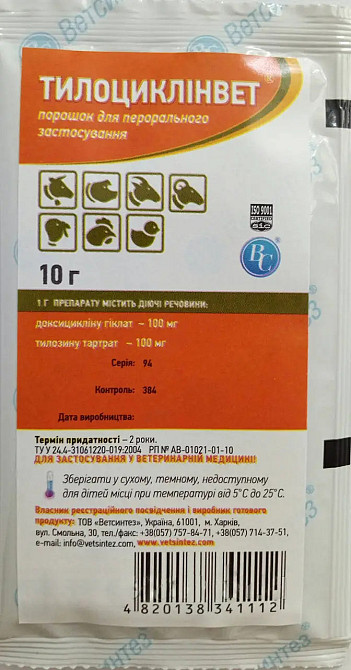 ВетСинтез
ТИЛОЦИКЛІНВЕТ
порошок для перорального
застосування
ISO 9001
CERTIFIED
sic
ВС
10 г
1 Г ПРЕПАРАТУ МІСТИТЬ ДІЮЧІ РЕЧОВИНИ:
доксицикліну гіклат – 100 мг
тилозину тартрат – 100 мг
Серія: 94
Контроль: 384
Дата виробництва:
Термін придатності – 2 роки.
ТУ У 24.4-31061220-019:2004 РП № АВ-01021-01-10
ДЛЯ ЗАСТОСУВАННЯ У ВЕТЕРИНАРНІЙ МЕДИЦИНІ!
Зберігати у сухому, темному, недоступному
для дітей місці при температурі від 5°С до 25°С.
Власник реєстраційного посвідчення і виробник готового
продукту: ТОВ «Ветсинтез», Україна, 61001, м. Харків,
вул. Смольна, 30, тел./факс: +38(057) 757-84-71, +38(057) 714-37-51,
e-mail: info@vetsintez.com, www.vetsintez.com
4 820138 341112